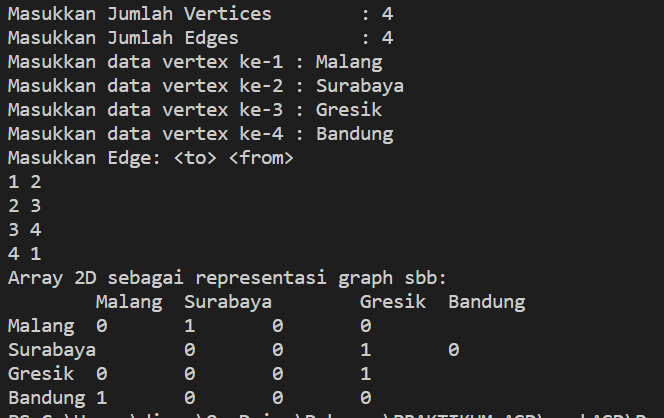 Masukkan Jumlah Vertices        : 4
Masukkan Jumlah Edges           : 4
Masukkan data vertex ke-1 : Malang
Masukkan data vertex ke-2 : Surabaya
Masukkan data vertex ke-3 : Gresik
Masukkan data vertex ke-4 : Bandung
Masukkan Edge: <to> <from>
1 2
2 3
3 4
4 1
Array 2D sebagai representasi graph sbb:
        Malang  Surabaya        Gresik  Bandung
Malang  0       1       0       0
Surabaya        0       0       1       0
Gresik  0       0       0       1
Bandung 1       0       0       0